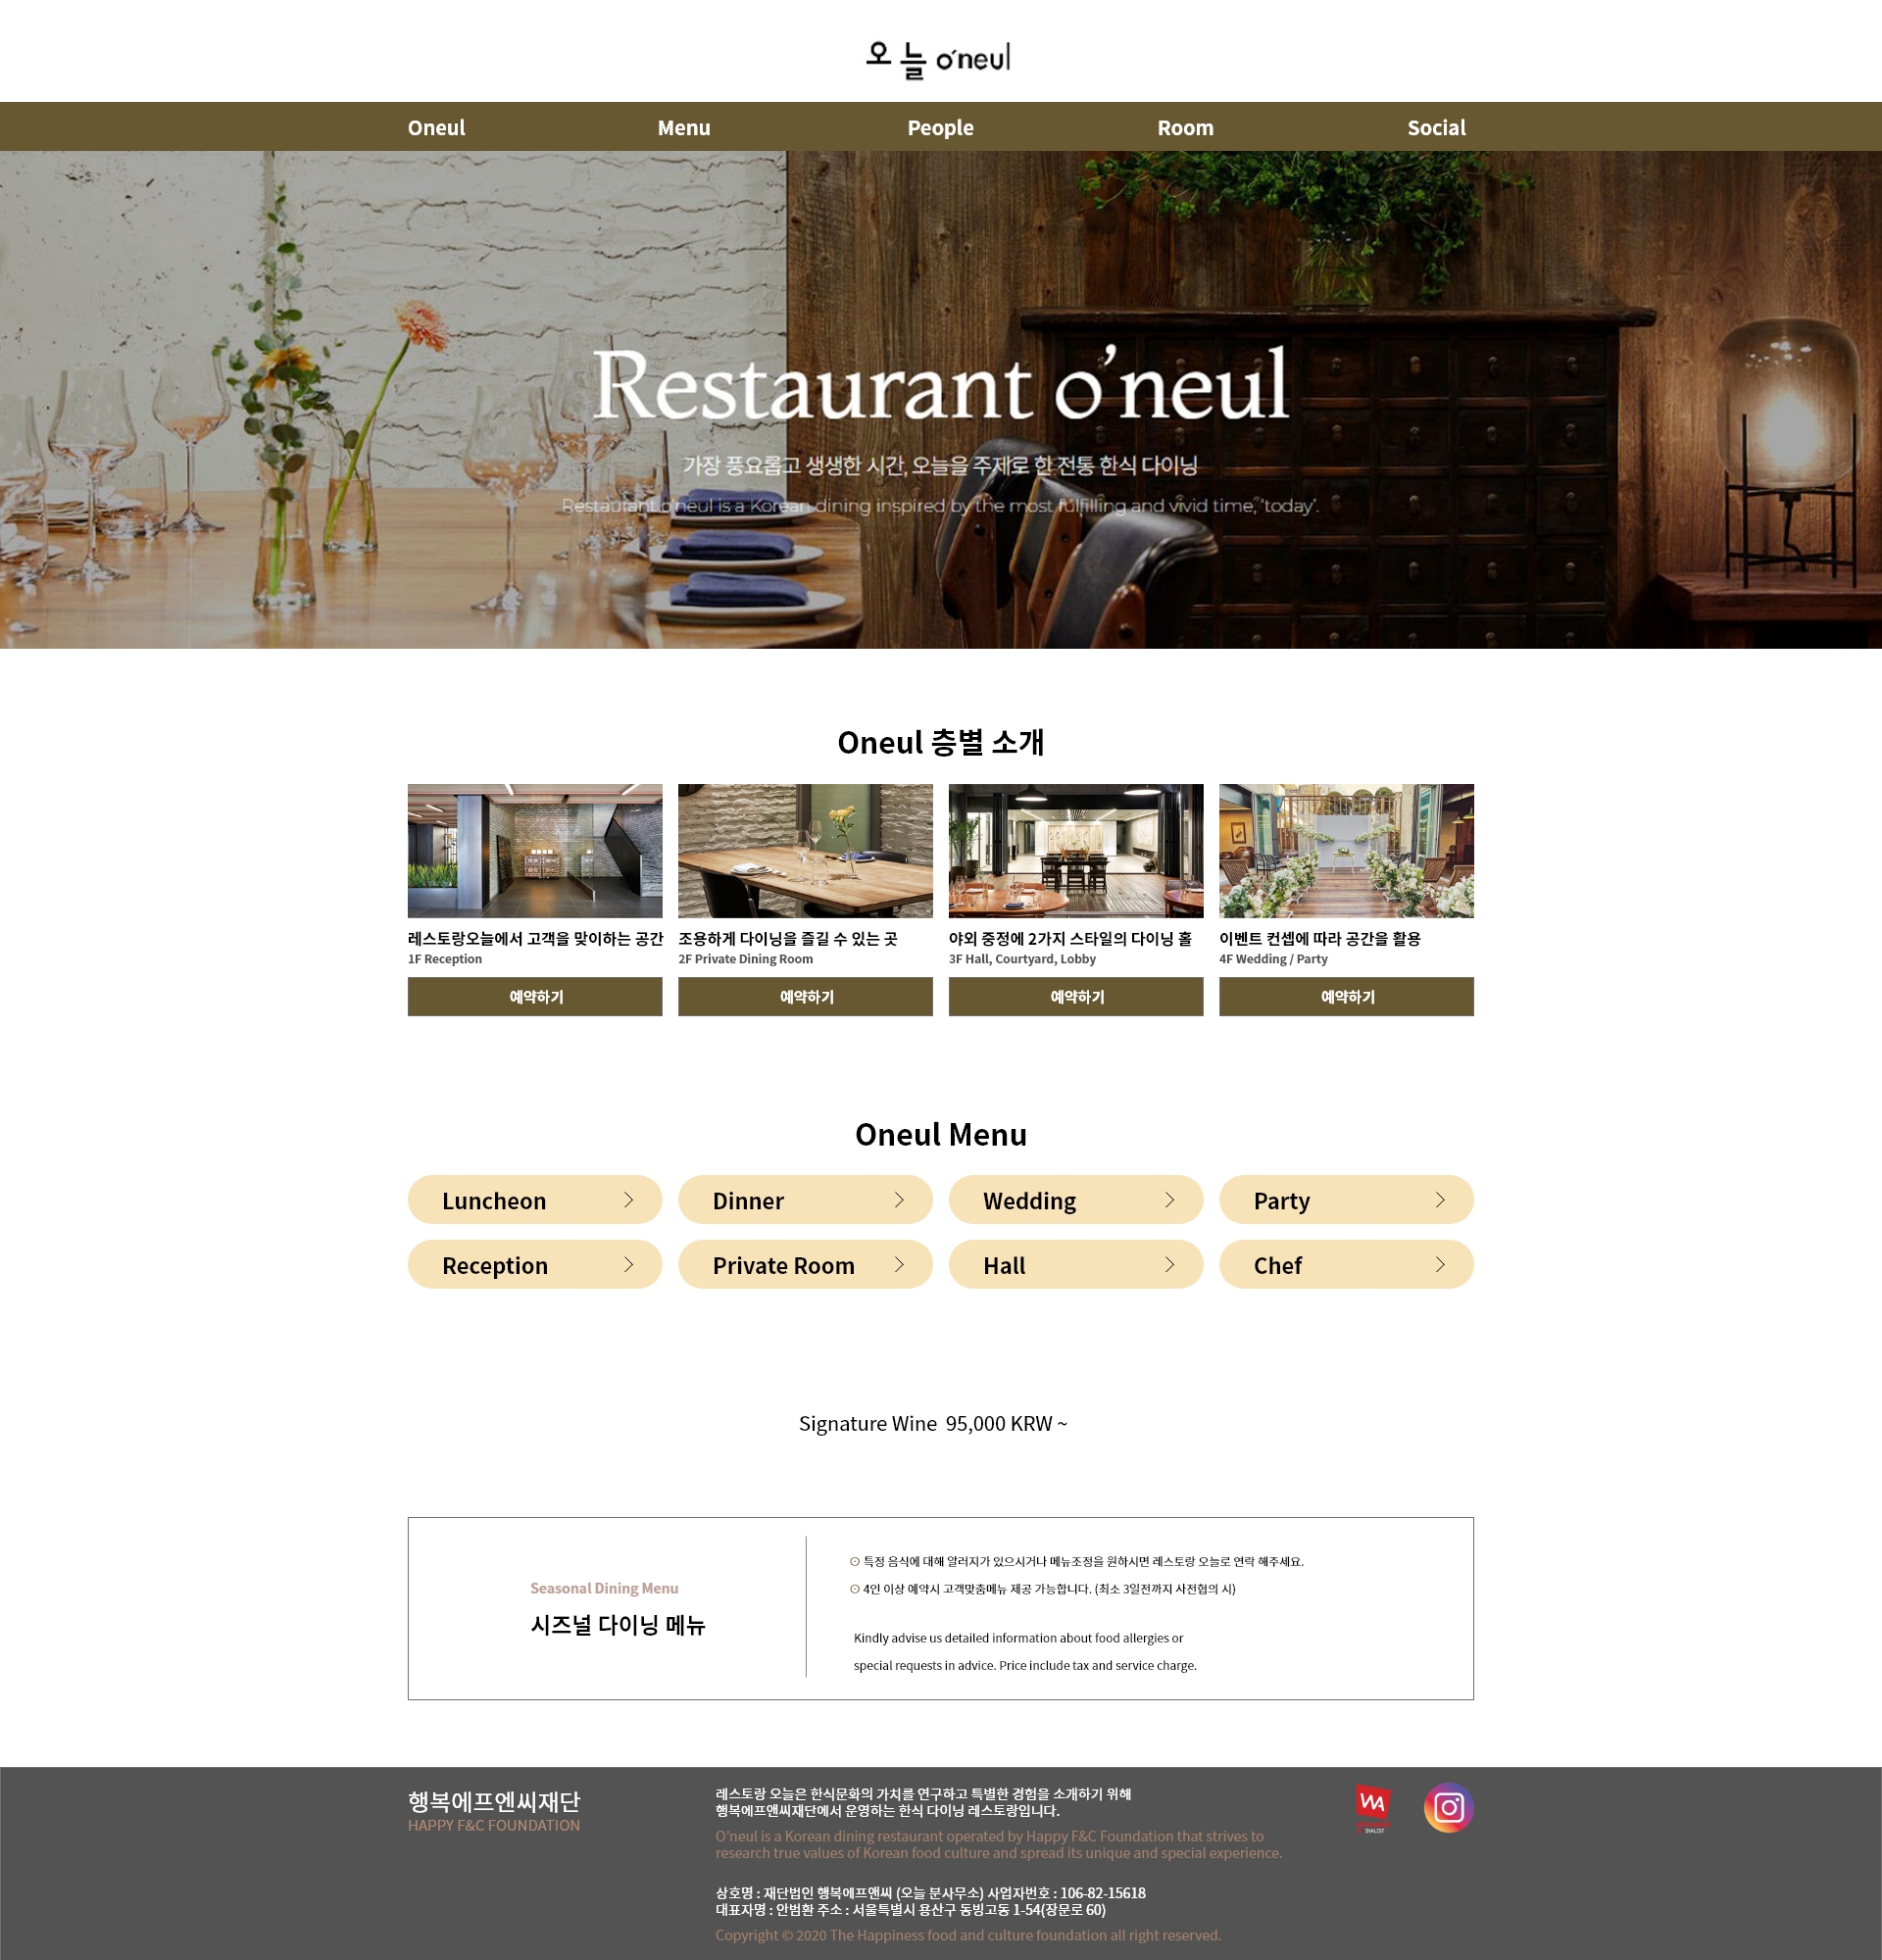 오늘 o'neul
Oneul Menu People Room Social
Restaurant o'neul
가장 풍요롭고 생생한 시간, 오늘을 주제로 한 전통 한식 다이닝
Restaurant o'neul is a Korean dining inspired by the most fulfilling and vivid time, 'today'.
Oneul 층별 소개
레스토랑오늘에서 고객을 맞이하는 공간
1F Reception
예약하기
조용하게 다이닝을 즐길 수 있는 곳
2F Private Dining Room
예약하기
야외 중정에 2가지 스타일의 다이닝 홀
3F Hall, Courtyard, Lobby
예약하기
이벤트 컨셉에 따라 공간을 활용
4F Wedding / Party
예약하기
Oneul Menu
Luncheon
Dinner
Wedding
Party
Reception
Private Room
Hall
Chef
Signature Wine 95,000 KRW ~
Seasonal Dining Menu
시즈널 다이닝 메뉴
⊙ 특정 음식에 대해 알러지가 있으시거나 메뉴조정을 원하시면 레스토랑 오늘로 연락 해주세요.
⊙ 4인 이상 예약시 고객맞춤메뉴 제공 가능합니다. (최소 3일전까지 사전협의 시)
Kindly advise us detailed information about food allergies or
special requests in advice. Price include tax and service charge.
행복에프엔씨재단
HAPPY F&C FOUNDATION
레스토랑 오늘은 한식문화의 가치를 연구하고 특별한 경험을 소개하기 위해
행복에프엔씨재단에서 운영하는 한식 다이닝 레스토랑입니다.
O'neul is a Korean dining restaurant operated by Happy F&C Foundation that strives to
research true values of Korean food culture and spread its unique and special experience.
상호명 : 재단법인 행복에프앤씨 (오늘 분사무소) 사업자번호 : 106-82-15618
대표자명 : 안범환 주소 : 서울특별시 용산구 동빙고동 1-54(장문로 60)
Copyright © 2020 The Happiness food and culture foundation all right reserved.
WA